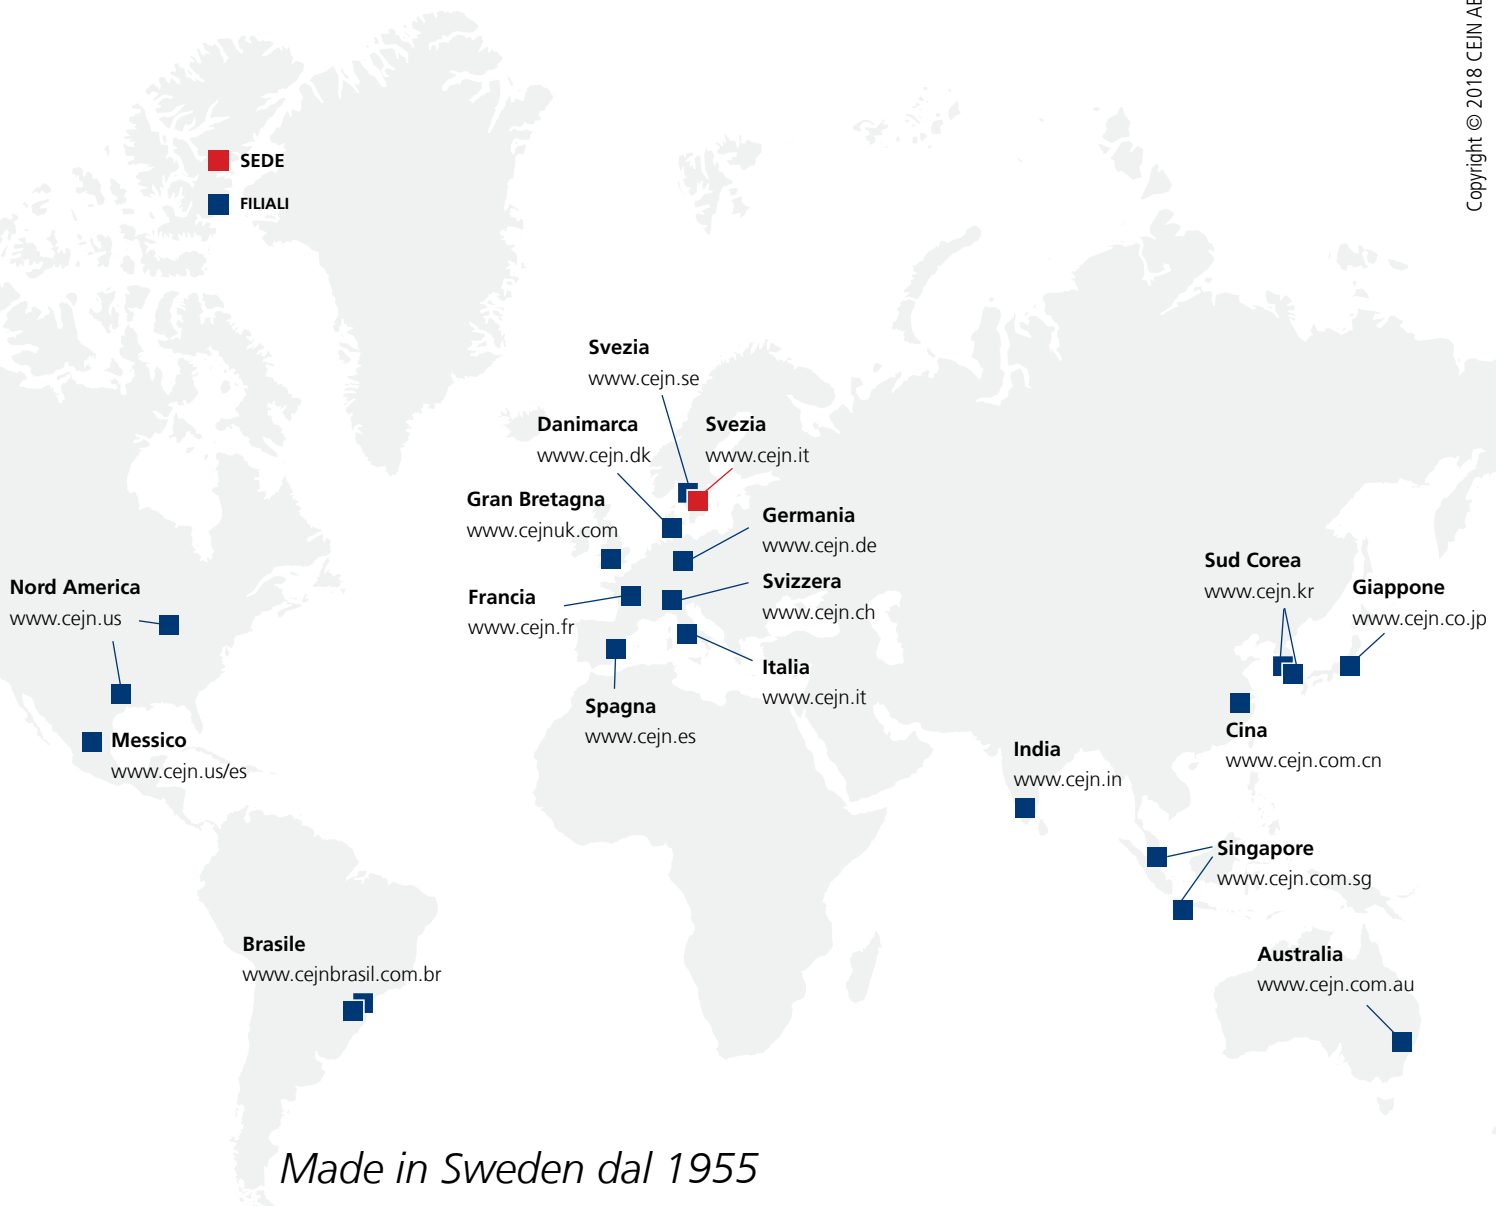 Copyright © 2018 CEJN AB
SEDE
FILIALI
Svezia
www.cejn.se
Danimarca
www.cejn.dk
Svezia
www.cejn.it
Gran Bretagna
www.cejnuk.com
Germania
www.cejn.de
Svizzera
www.cejn.ch
Francia
www.cejn.fr
Italia
www.cejn.it
Spagna
www.cejn.es
Nord America
www.cejn.us
Messico
www.cejn.us/es
Brasile
www.cejnbrasil.com.br
Sud Corea
www.cejn.kr
Giappone
www.cejn.co.jp
Cina
www.cejn.com.cn
India
www.cejn.in
Singapore
www.cejn.com.sg
Australia
www.cejn.com.au
Made in Sweden dal 1955